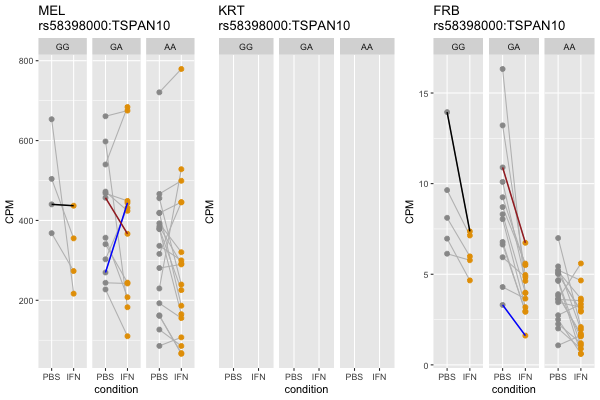 MEL
rs58398000:TSPAN10
GG GA AA
CPM
800
600
400
200
PBS IFN PBS IFN PBS IFN
condition
KRT
rs58398000:TSPAN10
GG GA AA
CPM
PBS IFN PBS IFN PBS IFN
condition
FRB
rs58398000:TSPAN10
GG GA AA
CPM
15
10
5
0
PBS IFN PBS IFN PBS IFN
condition